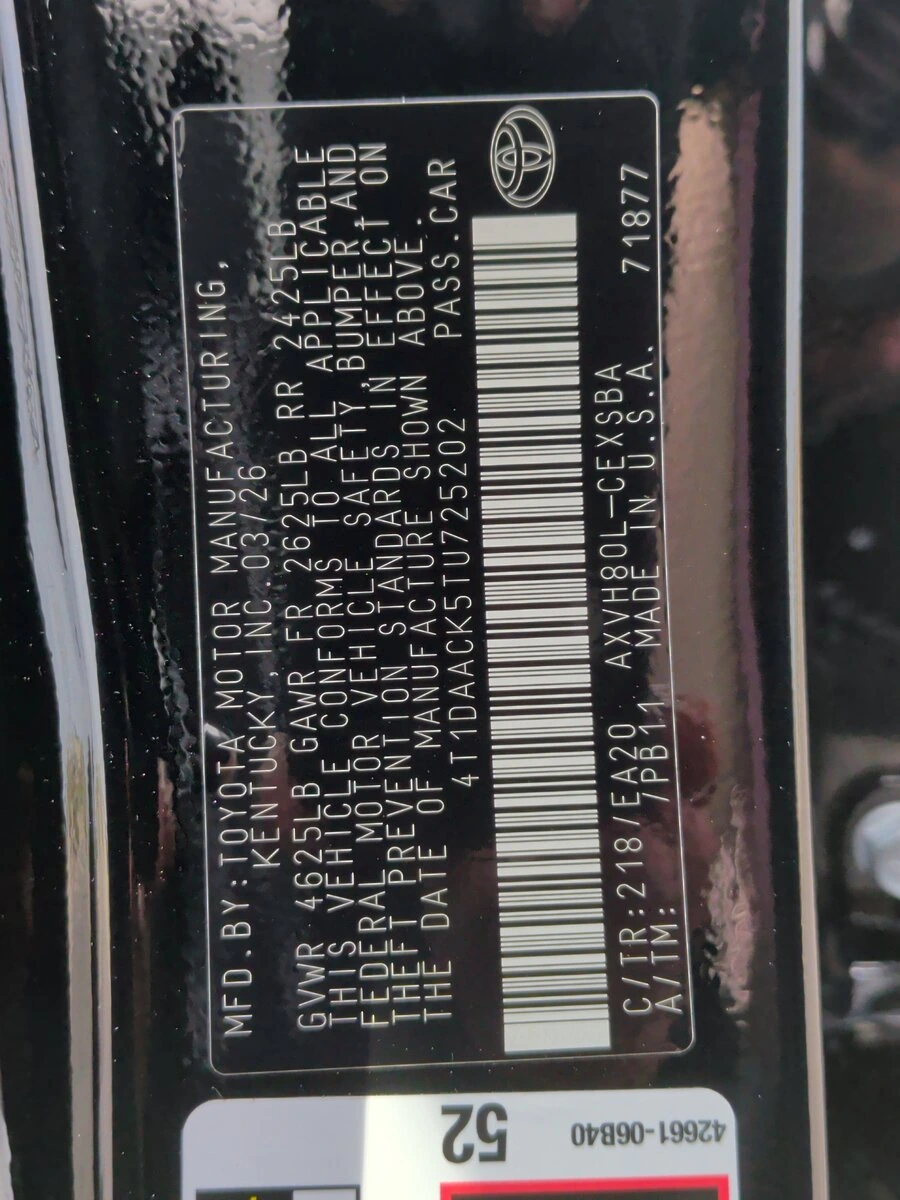 MFD.BY:TOYOTA MOTOR MANUFACTURING,
KENTUCKY,INC.03/26
GVWR 4625LB GAWR FR 2625LB RR 2425LB
THIS VEHICLE CONFORMS TO ALL APPLICABLE
FEDERAL MOTOR VEHICLE SAFETY,BUMPER AND
THEFT PREVENTION STANDARDS IN EFFECT ON
THE DATE OF MANUFACTURE SHOWN ABOVE.
4T1DAACK5TU725202 PASS.CAR
C/TR:218/EA20 AXVH80L-CEXSBA 71877
A/TM: /PB11 MADE IN U.S.A.
42661-06B40
52